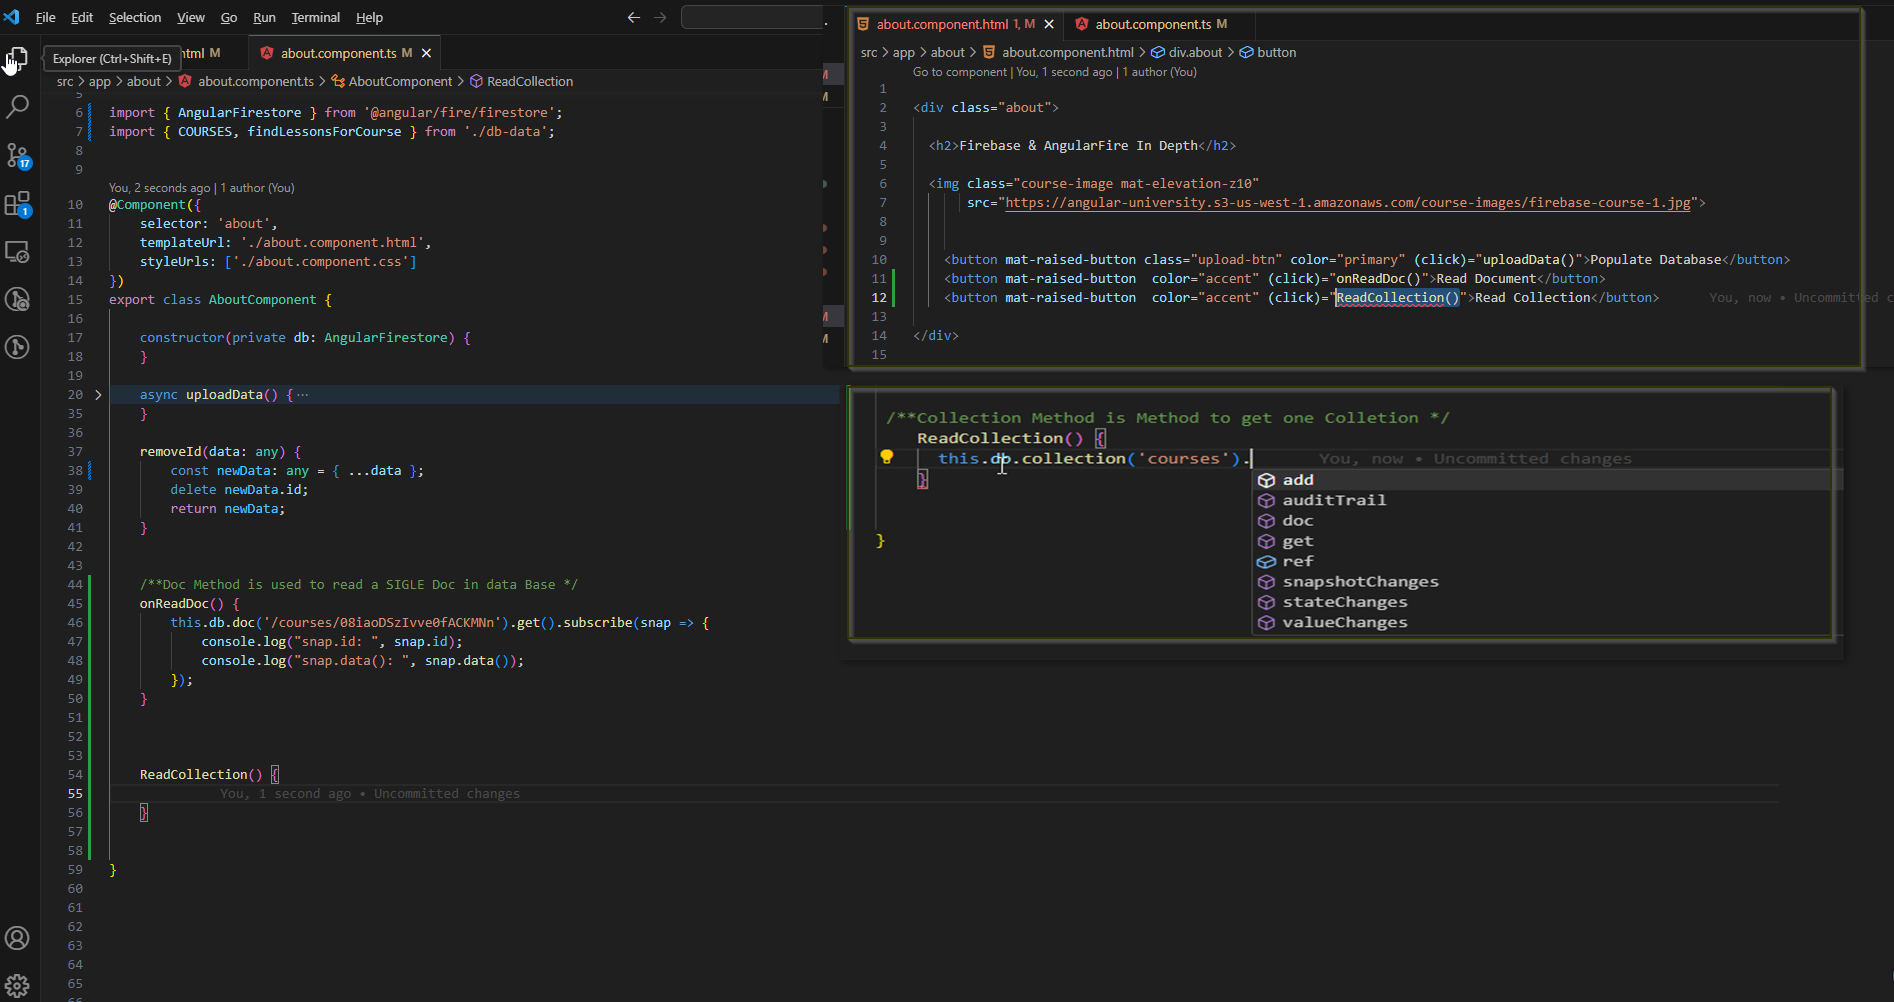 File Edit Selection View Go Run Terminal Help
Explorer (Ctrl+Shift+E)
html M
about.component.ts M
src > app > about > about.component.ts > AboutComponent > ReadCollection
17
1
5
6 import { AngularFirestore } from '@angular/fire/firestore';
7 import { COURSES, findLessonsForCourse } from './db-data';
8
9
You, 2 seconds ago | 1 author (You)
10 @Component({
11 selector: 'about',
12 templateUrl: './about.component.html',
13 styleUrls: ['./about.component.css']
14 })
15 export class AboutComponent {
16
17 constructor(private db: AngularFirestore) {
18 }
19
20 async uploadData() { ···
35 }
36
37 removeId(data: any) {
38 const newData: any = { ...data };
39 delete newData.id;
40 return newData;
41 }
42
43
44 /**Doc Method is used to read a SIGLE Doc in data Base */
45 onReadDoc() {
46 this.db.doc('/courses/08iaoDSzIvve0fACKMNn').get().subscribe(snap => {
47 console.log("snap.id: ", snap.id);
48 console.log("snap.data(): ", snap.data());
49 });
50 }
51
52
53
54 ReadCollection() {
55 You, 1 second ago • Uncommitted changes
56 }
57
58
59 }
60
61
62
63
64
65
66
M
M
M
M
about.component.html 1, M
about.component.ts M
src > app > about > about.component.html > div.about > button
Go to component | You, 1 second ago | 1 author (You)
1
2 <div class="about">
3
4 <h2>Firebase & AngularFire In Depth</h2>
5
6 <img class="course-image mat-elevation-z10"
7 src="https://angular-university.s3-us-west-1.amazonaws.com/course-images/firebase-course-1.jpg">
8
9
10 <button mat-raised-button class="upload-btn" color="primary" (click)="uploadData()">Populate Database</button>
11 <button mat-raised-button color="accent" (click)="onReadDoc()">Read Document</button>
12 <button mat-raised-button color="accent" (click)="ReadCollection()">Read Collection</button> You, now • Uncommitted c
13
14 </div>
15
/**Collection Method is Method to get one Colletion */
ReadCollection() {
this.db.collection('courses'). You, now • Uncommitted changes
}
}
add
auditTrail
doc
get
ref
snapshotChanges
stateChanges
valueChanges